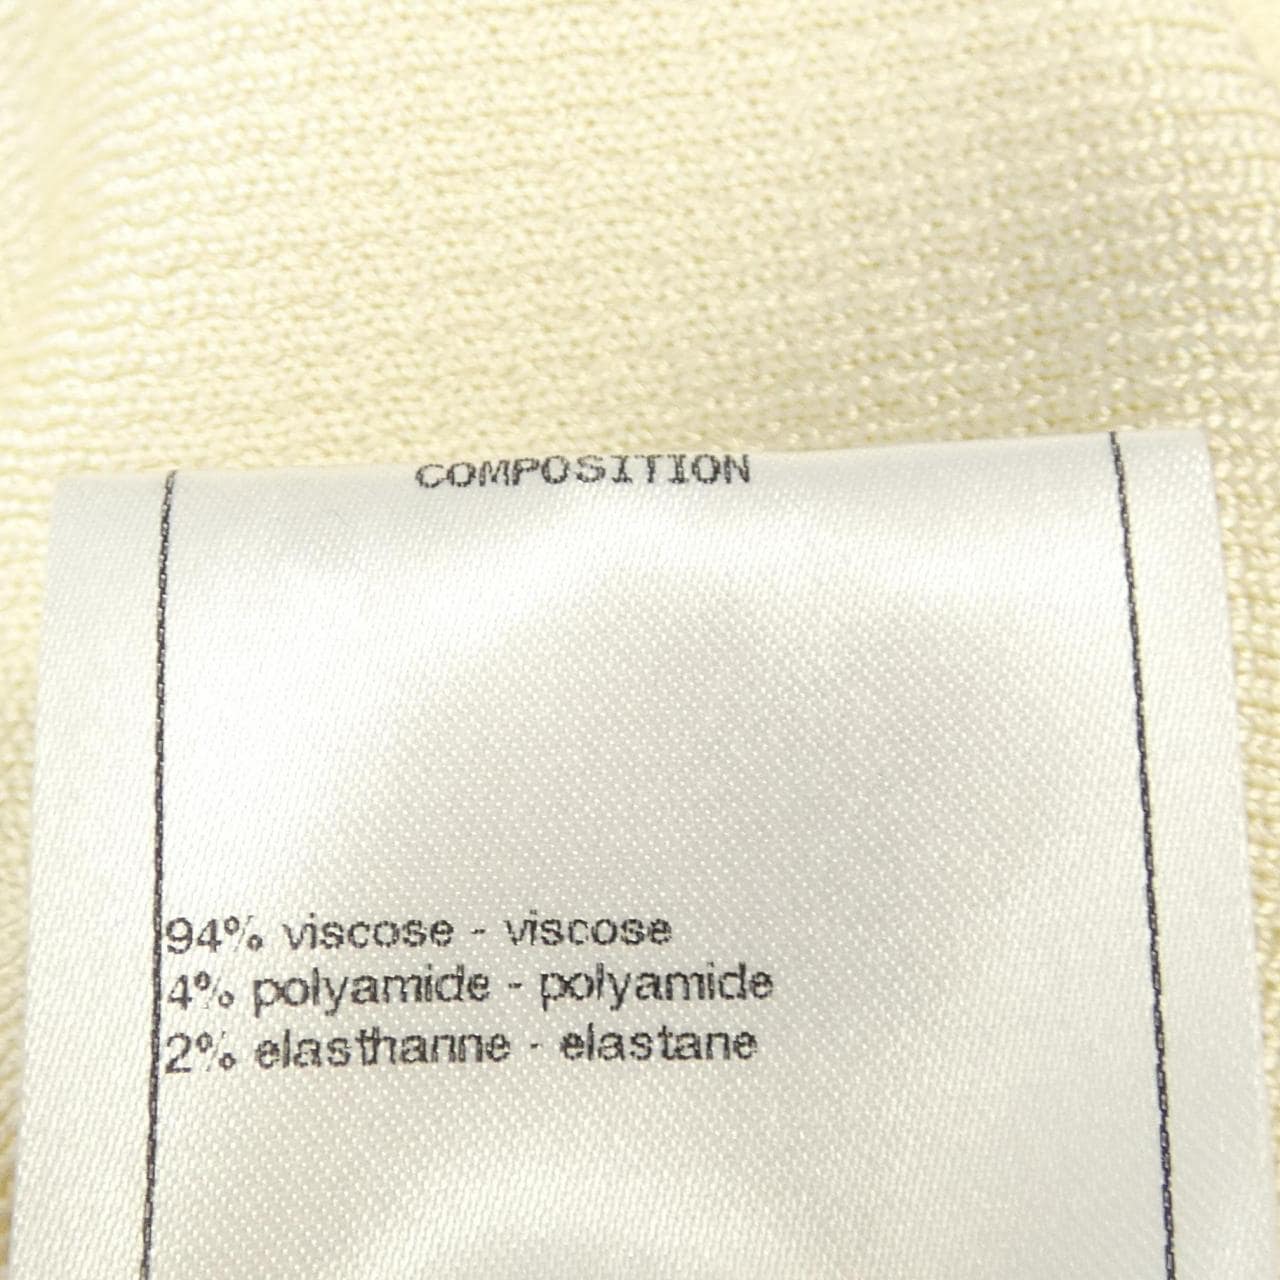 COMPOSITION
94% viscose - viscose
4% polyamide - polyamide
2% elasthanne - elastane